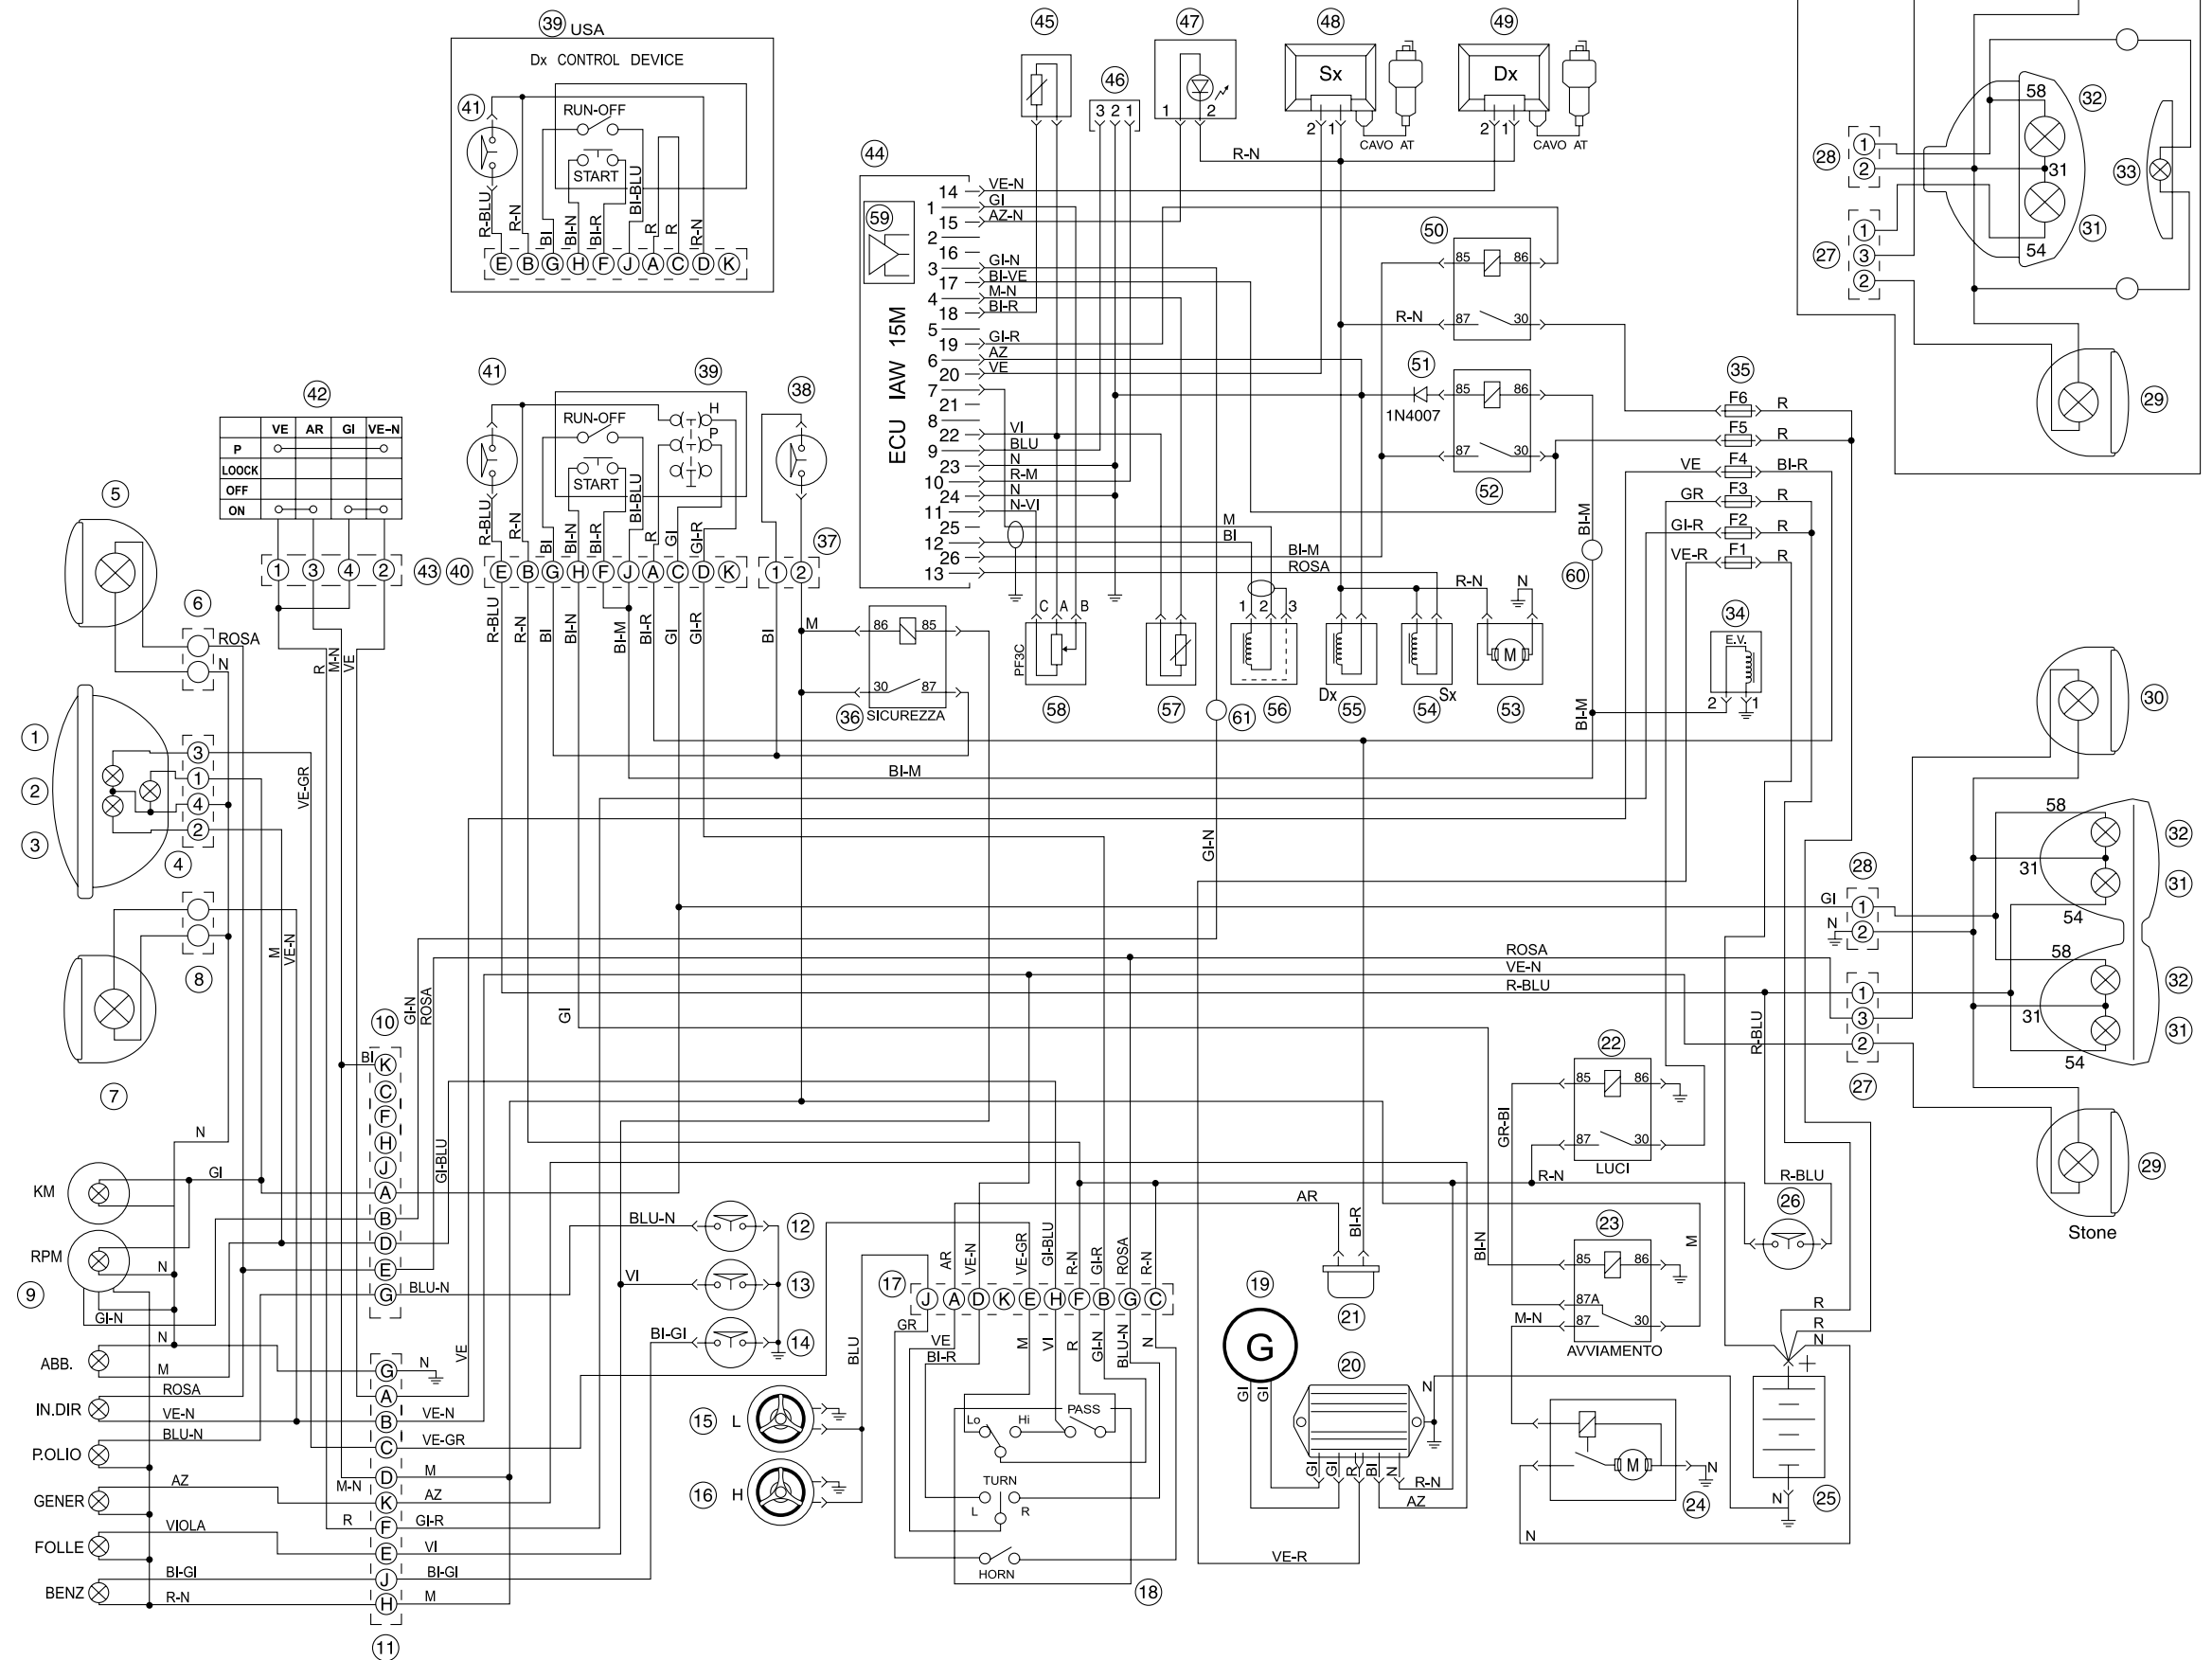 39 USA
Dx CONTROL DEVICE
41
RUN-OFF
START
R-BLU
R-N
BI
BI-N
BI-R
BI-BLU
R
R
R-N
E B G H F J A C D K
45
46
3 2 1
47
1 2
48
Sx
2 1
CAVO AT
49
Dx
2 1
CAVO AT
R-N
44
59
ECU IAW 15M
14 VE-N
1 GI
15 AZ-N
2
16
3 GI-N
17 BI-VE
4 M-N
18 BI-R
5
19 GI-R
6 AZ
20 VE
7
21
8
22 VI
9 BLU
23 N
10 R-M
24 N
11 N-VI
25
12
26
13
M
BI
BI-M
ROSA
50
85 86
R-N 87 30
51
1N4007
85 86
87 30
52
BI-M
60
35
F6 R
F5 R
VE F4 BI-R
GR F3 R
GI-R F2 R
VE-R F1 R
28
1
2
27
1
3
2
58
32
31
31
54
33
29
42
VE AR GI VE-N
P
LOOCK
OFF
ON
1 3 4 2
43
40
41
39
RUN-OFF
START
H
P
R-BLU
R-N
BI
BI-N
BI-R
BI-BLU
R
GI
GI-R
E B G H F J A C D K
R-BLU
R-N
BI
BI-N
BI-M
BI-R
GI
GI-R
38
37
1 2
BI
M
86 85
30 87
36 SICUREZZA
C A B
PF3C
58
57
61
1 2 3
56
Dx
55
Sx
54
R-N
N
M
53
34
E.V.
2 1
BI-M
BI-M
5
6
ROSA
N
R
M-N
VE
1
2
3
3
1
4
2
4
VE-GR
8
M
VE-N
7
GI-N
30
58
32
31
31
54
58
32
31
31
54
28
GI 1
N 2
ROSA
VE-N
R-BLU
1
3
2
27
29
Stone
10
GI-N
ROSA
GI
BI K
C
F
H
J
A
B
D
E
G BLU-N
GI-BLU
N
GI
KM
RPM
N
9
GI-N
N
ABB.
M
ROSA
IN.DIR
VE-N
BLU-N
P.OLIO
AZ
GENER
VIOLA
FOLLE
BI-GI
BENZ
R-N
M-N
R
G N
A
VE
B VE-N
C VE-GR
D M
K AZ
F GI-R
E VI
J BI-GI
H M
11
BLU-N 12
VI 13
BI-GI 14
15 L
16 H
BLU
17
AR
VE-N
VE-GR
GI-BLU
R-N
GI-R
ROSA
R-N
J A D K E H F B G C
GR
VE
BI-R
M
VI
R
GI-N
BLU-N
N
Lo Hi
PASS
TURN
L R
HORN
18
AR
BI-R
21
19
G
GI
GI
20
N
GI
GI
R
BI
N
R-N
AZ
VE-R
22
85 86
87 30
LUCI
GR-BI
R-N
R-BLU
R-BLU
26
BI-N
23
85 86
87A
87 30
AVVIAMENTO
M
M-N
M
N
24
N
R
R
N
+
N
25